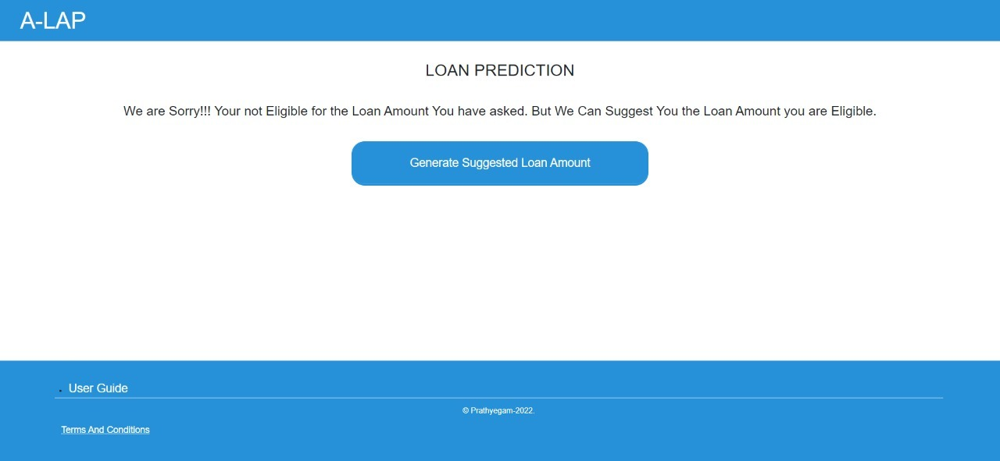 A-LAP
LOAN PREDICTION
We are Sorry!!! Your not Eligible for the Loan Amount You have asked. But We Can Suggest You the Loan Amount you are Eligible.
Generate Suggested Loan Amount
User Guide
© Prathyegam-2022.
Terms And Conditions